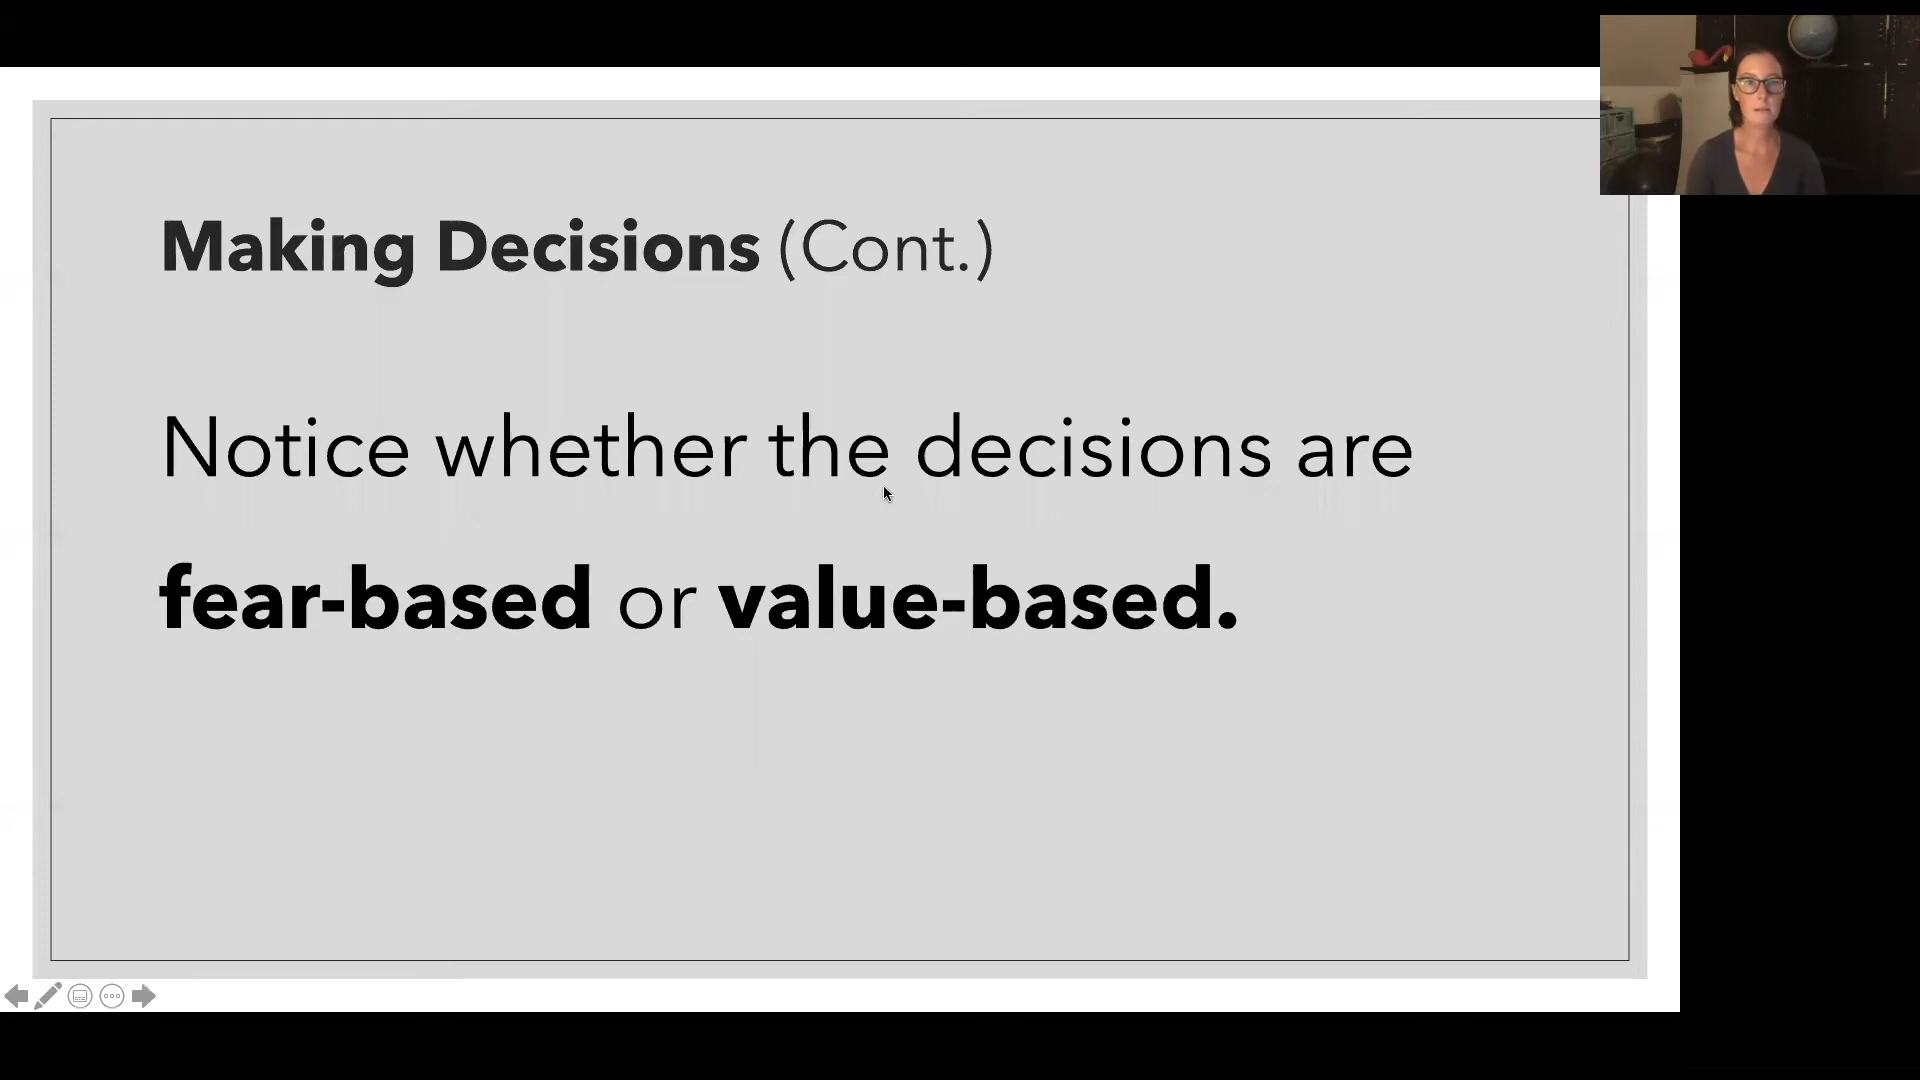 Making Decisions (Cont.)
Notice whether the decisions are
fear-based or value-based.